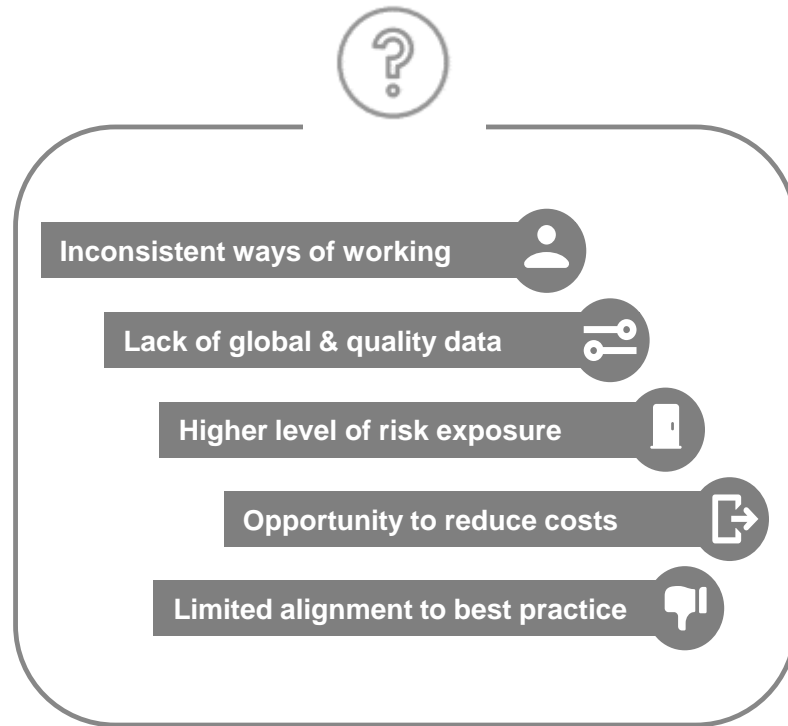 Inconsistent ways of working
Lack of global & quality data
Higher level of risk exposure
Opportunity to reduce costs
Limited alignment to best practice